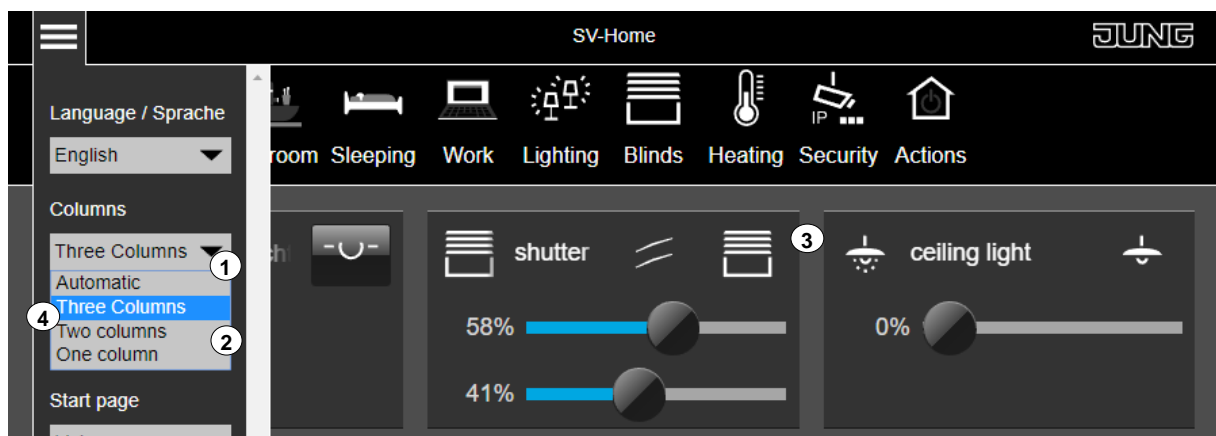 SV-Home
JUNG
Language / Sprache
English
room Sleeping Work Lighting Blinds Heating IP Security Actions
Columns
Three Columns
1
Automatic
Three Columns
4
Two columns
2
One column
Start page
shutter
3
ceiling light
58%
0%
41%